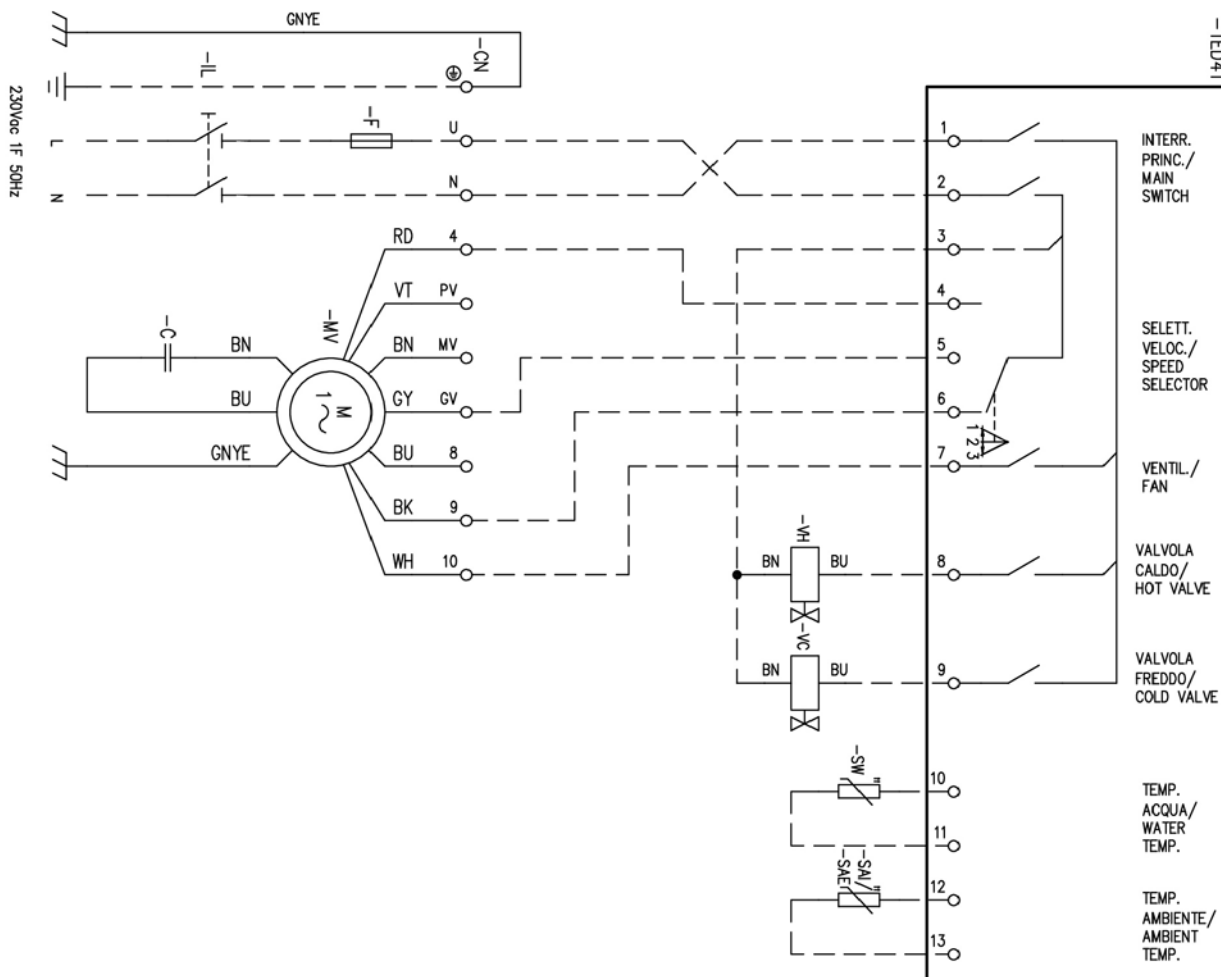 -TED41
GNYE
-CN
-IL
230Vac 1F 50Hz
L
-F
U
1
INTERR.
PRINC./
MAIN
SWITCH
N
N
2
RD
4
3
VT
PV
4
-MV
-C
BN
BN
MV
5
SELETT.
VELOC./
SPEED
SELECTOR
M
1
BU
GY
GV
6
1
2
3
GNYE
BU
8
7
VENTIL./
FAN
BK
9
-VH
WH
10
BN
BU
8
VALVOLA
CALDO/
HOT VALVE
-VC
BN
BU
9
VALVOLA
FREDDO/
COLD VALVE
-SW
10
TEMP.
ACQUA/
WATER
TEMP.
11
-SAI/
-SAE
12
TEMP.
AMBIENTE/
AMBIENT
TEMP.
13